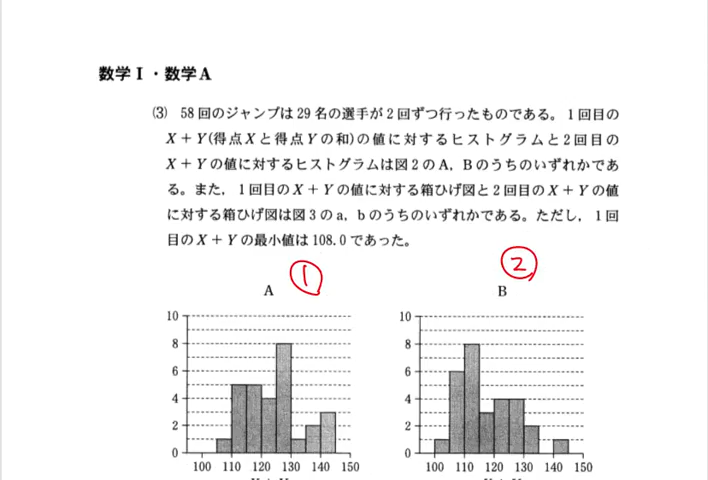 数学Ⅰ・数学A
(3) 58回のジャンプは29名の選手が2回ずつ行ったものである。1回目の
X＋Y(得点Xと得点Yの和)の値に対するヒストグラムと2回目の
X＋Yの値に対するヒストグラムは図2のA，Bのうちのいずれかであ
る。また，1回目のX＋Yの値に対する箱ひげ図と2回目のX＋Yの値
に対する箱ひげ図は図3のa，bのうちのいずれかである。ただし，1回
目のX＋Yの最小値は108.0であった。
①
A
10
8
6
4
2
0
100 110 120 130 140 150
②
B
10
8
6
4
2
0
100 110 120 130 140 150